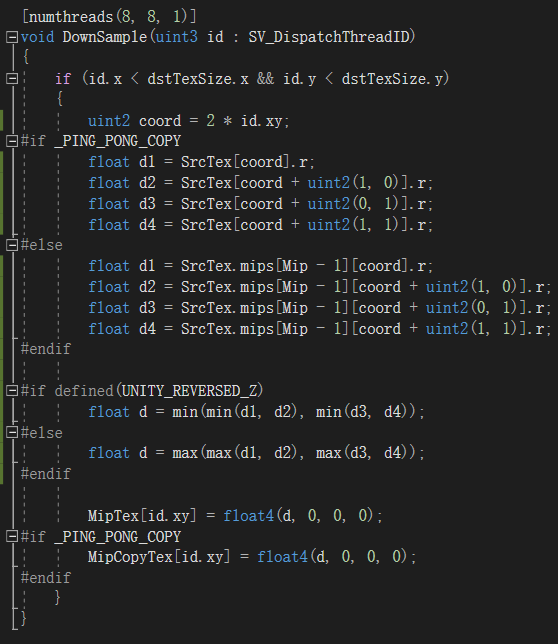 [numthreads(8, 8, 1)]
void DownSample(uint3 id : SV_DispatchThreadID)
{
    if (id.x < dstTexSize.x && id.y < dstTexSize.y)
    {
        uint2 coord = 2 * id.xy;
#if _PING_PONG_COPY
        float d1 = SrcTex[coord].r;
        float d2 = SrcTex[coord + uint2(1, 0)].r;
        float d3 = SrcTex[coord + uint2(0, 1)].r;
        float d4 = SrcTex[coord + uint2(1, 1)].r;
#else
        float d1 = SrcTex.mips[Mip - 1][coord].r;
        float d2 = SrcTex.mips[Mip - 1][coord + uint2(1, 0)].r;
        float d3 = SrcTex.mips[Mip - 1][coord + uint2(0, 1)].r;
        float d4 = SrcTex.mips[Mip - 1][coord + uint2(1, 1)].r;
#endif

#if defined(UNITY_REVERSED_Z)
        float d = min(min(d1, d2), min(d3, d4));
#else
        float d = max(max(d1, d2), max(d3, d4));
#endif

        MipTex[id.xy] = float4(d, 0, 0, 0);
#if _PING_PONG_COPY
        MipCopyTex[id.xy] = float4(d, 0, 0, 0);
#endif
    }
}